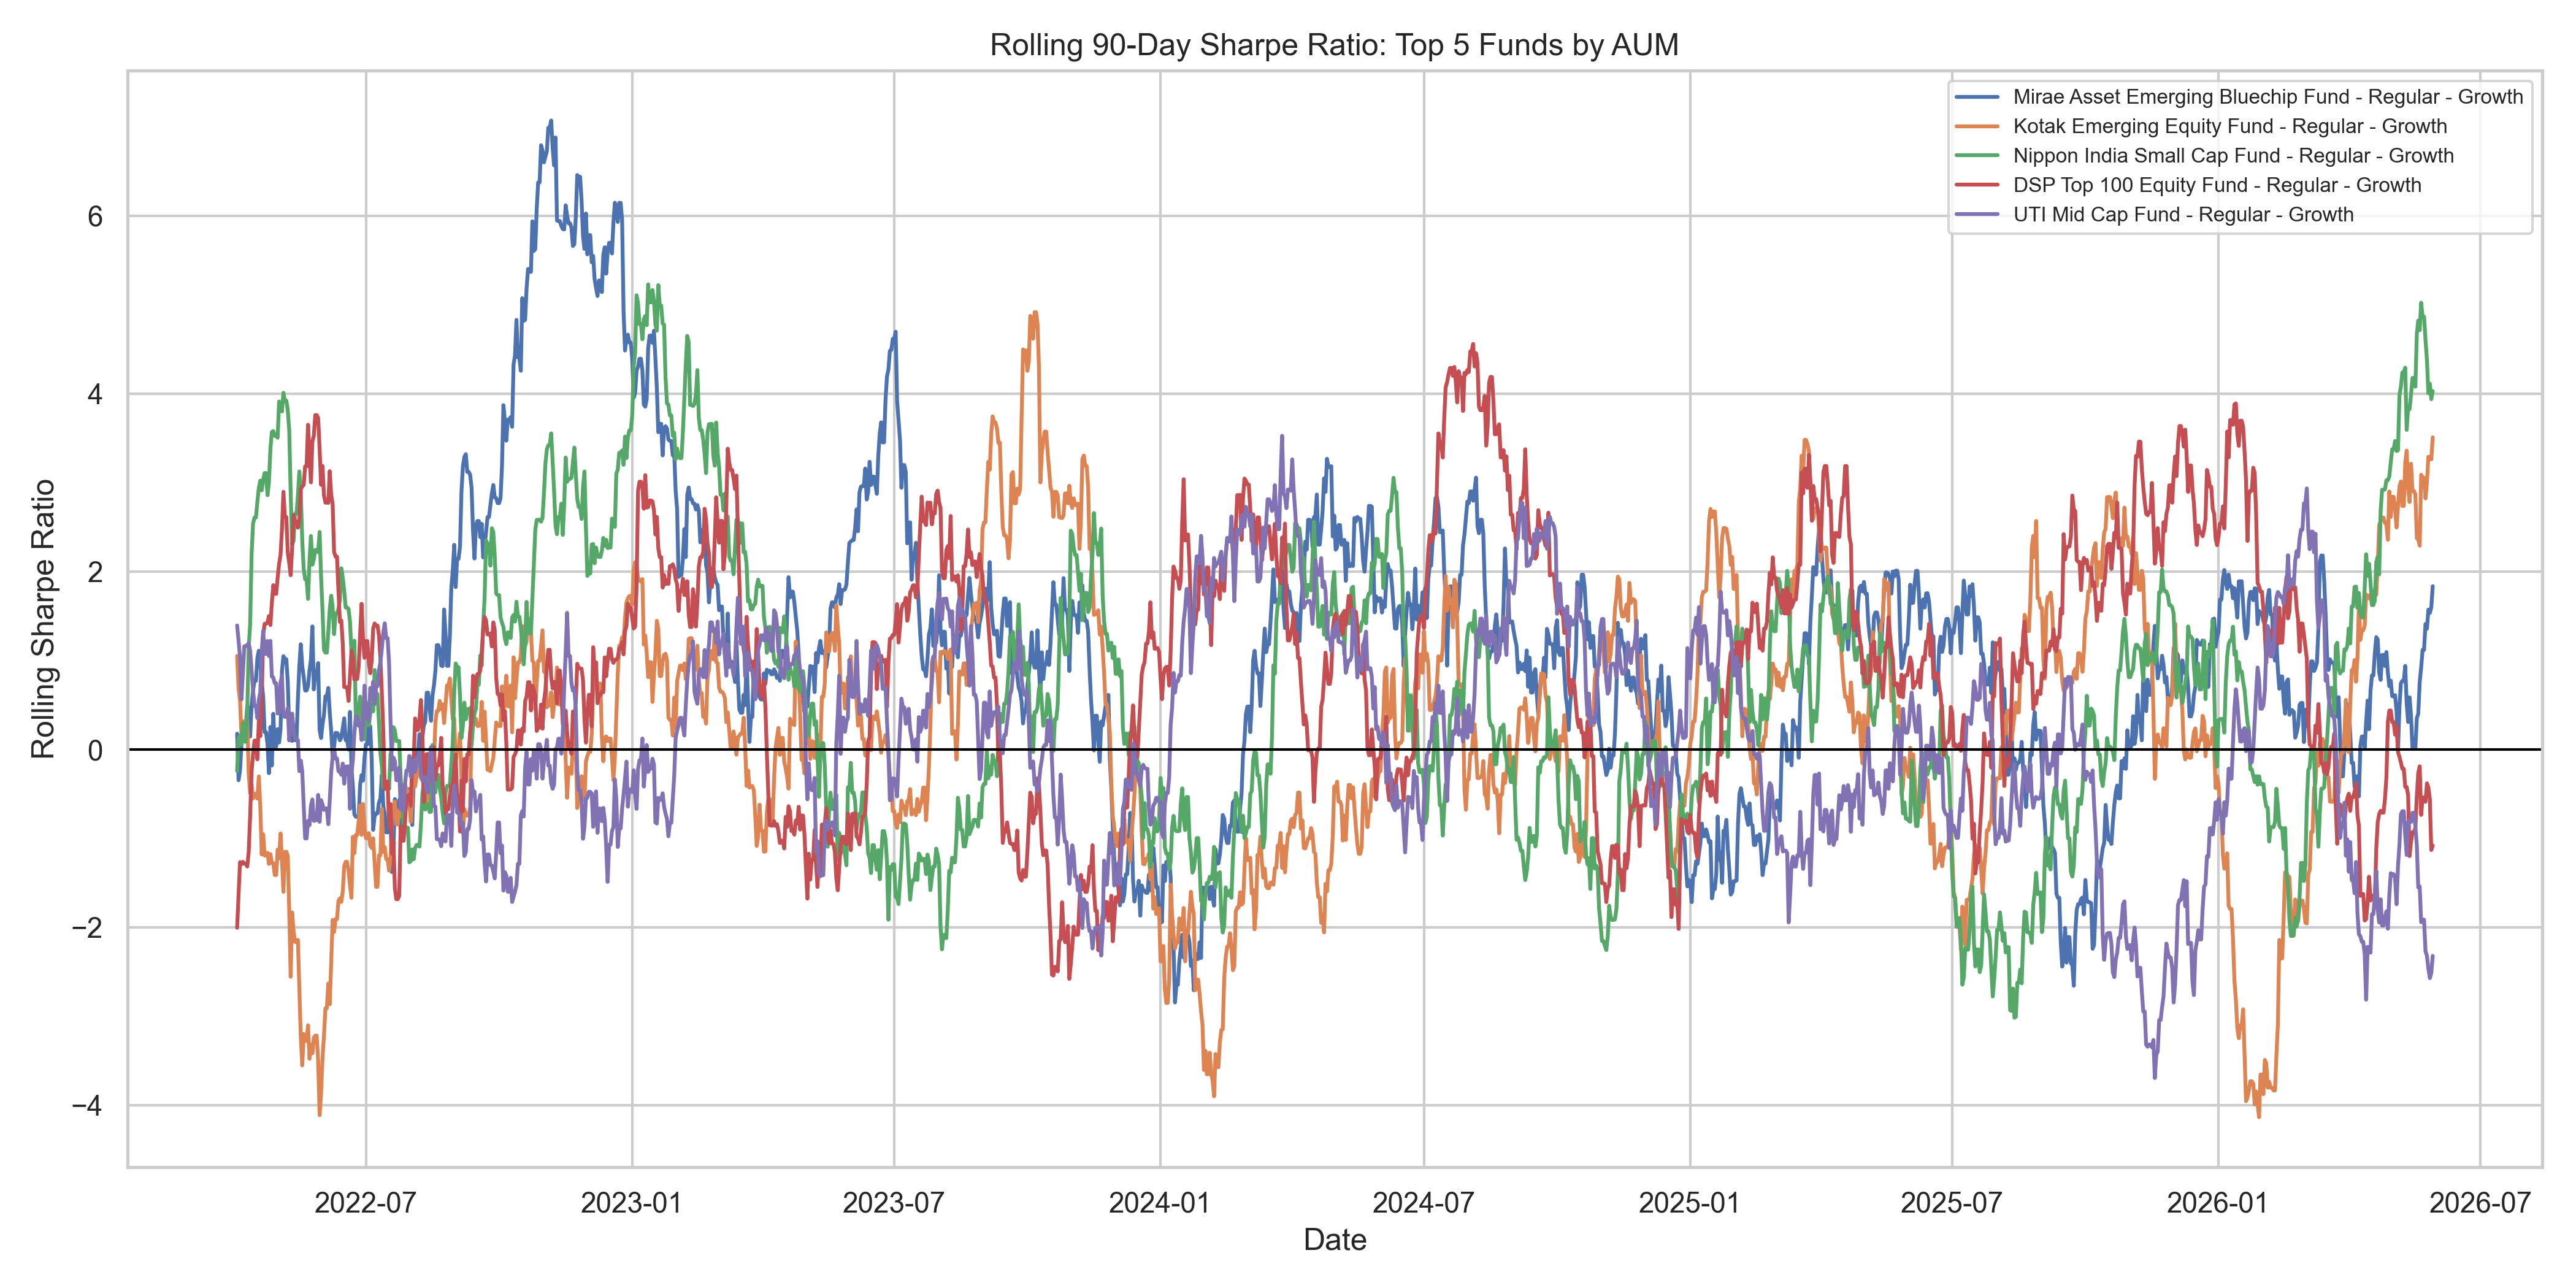 Rolling 90-Day Sharpe Ratio: Top 5 Funds by AUM
Mirae Asset Emerging Bluechip Fund - Regular - Growth
Kotak Emerging Equity Fund - Regular - Growth
Nippon India Small Cap Fund - Regular - Growth
DSP Top 100 Equity Fund - Regular - Growth
UTI Mid Cap Fund - Regular - Growth
Rolling Sharpe Ratio
6
4
2
0
−2
−4
2022-07
2023-01
2023-07
2024-01
2024-07
2025-01
2025-07
2026-01
2026-07
Date